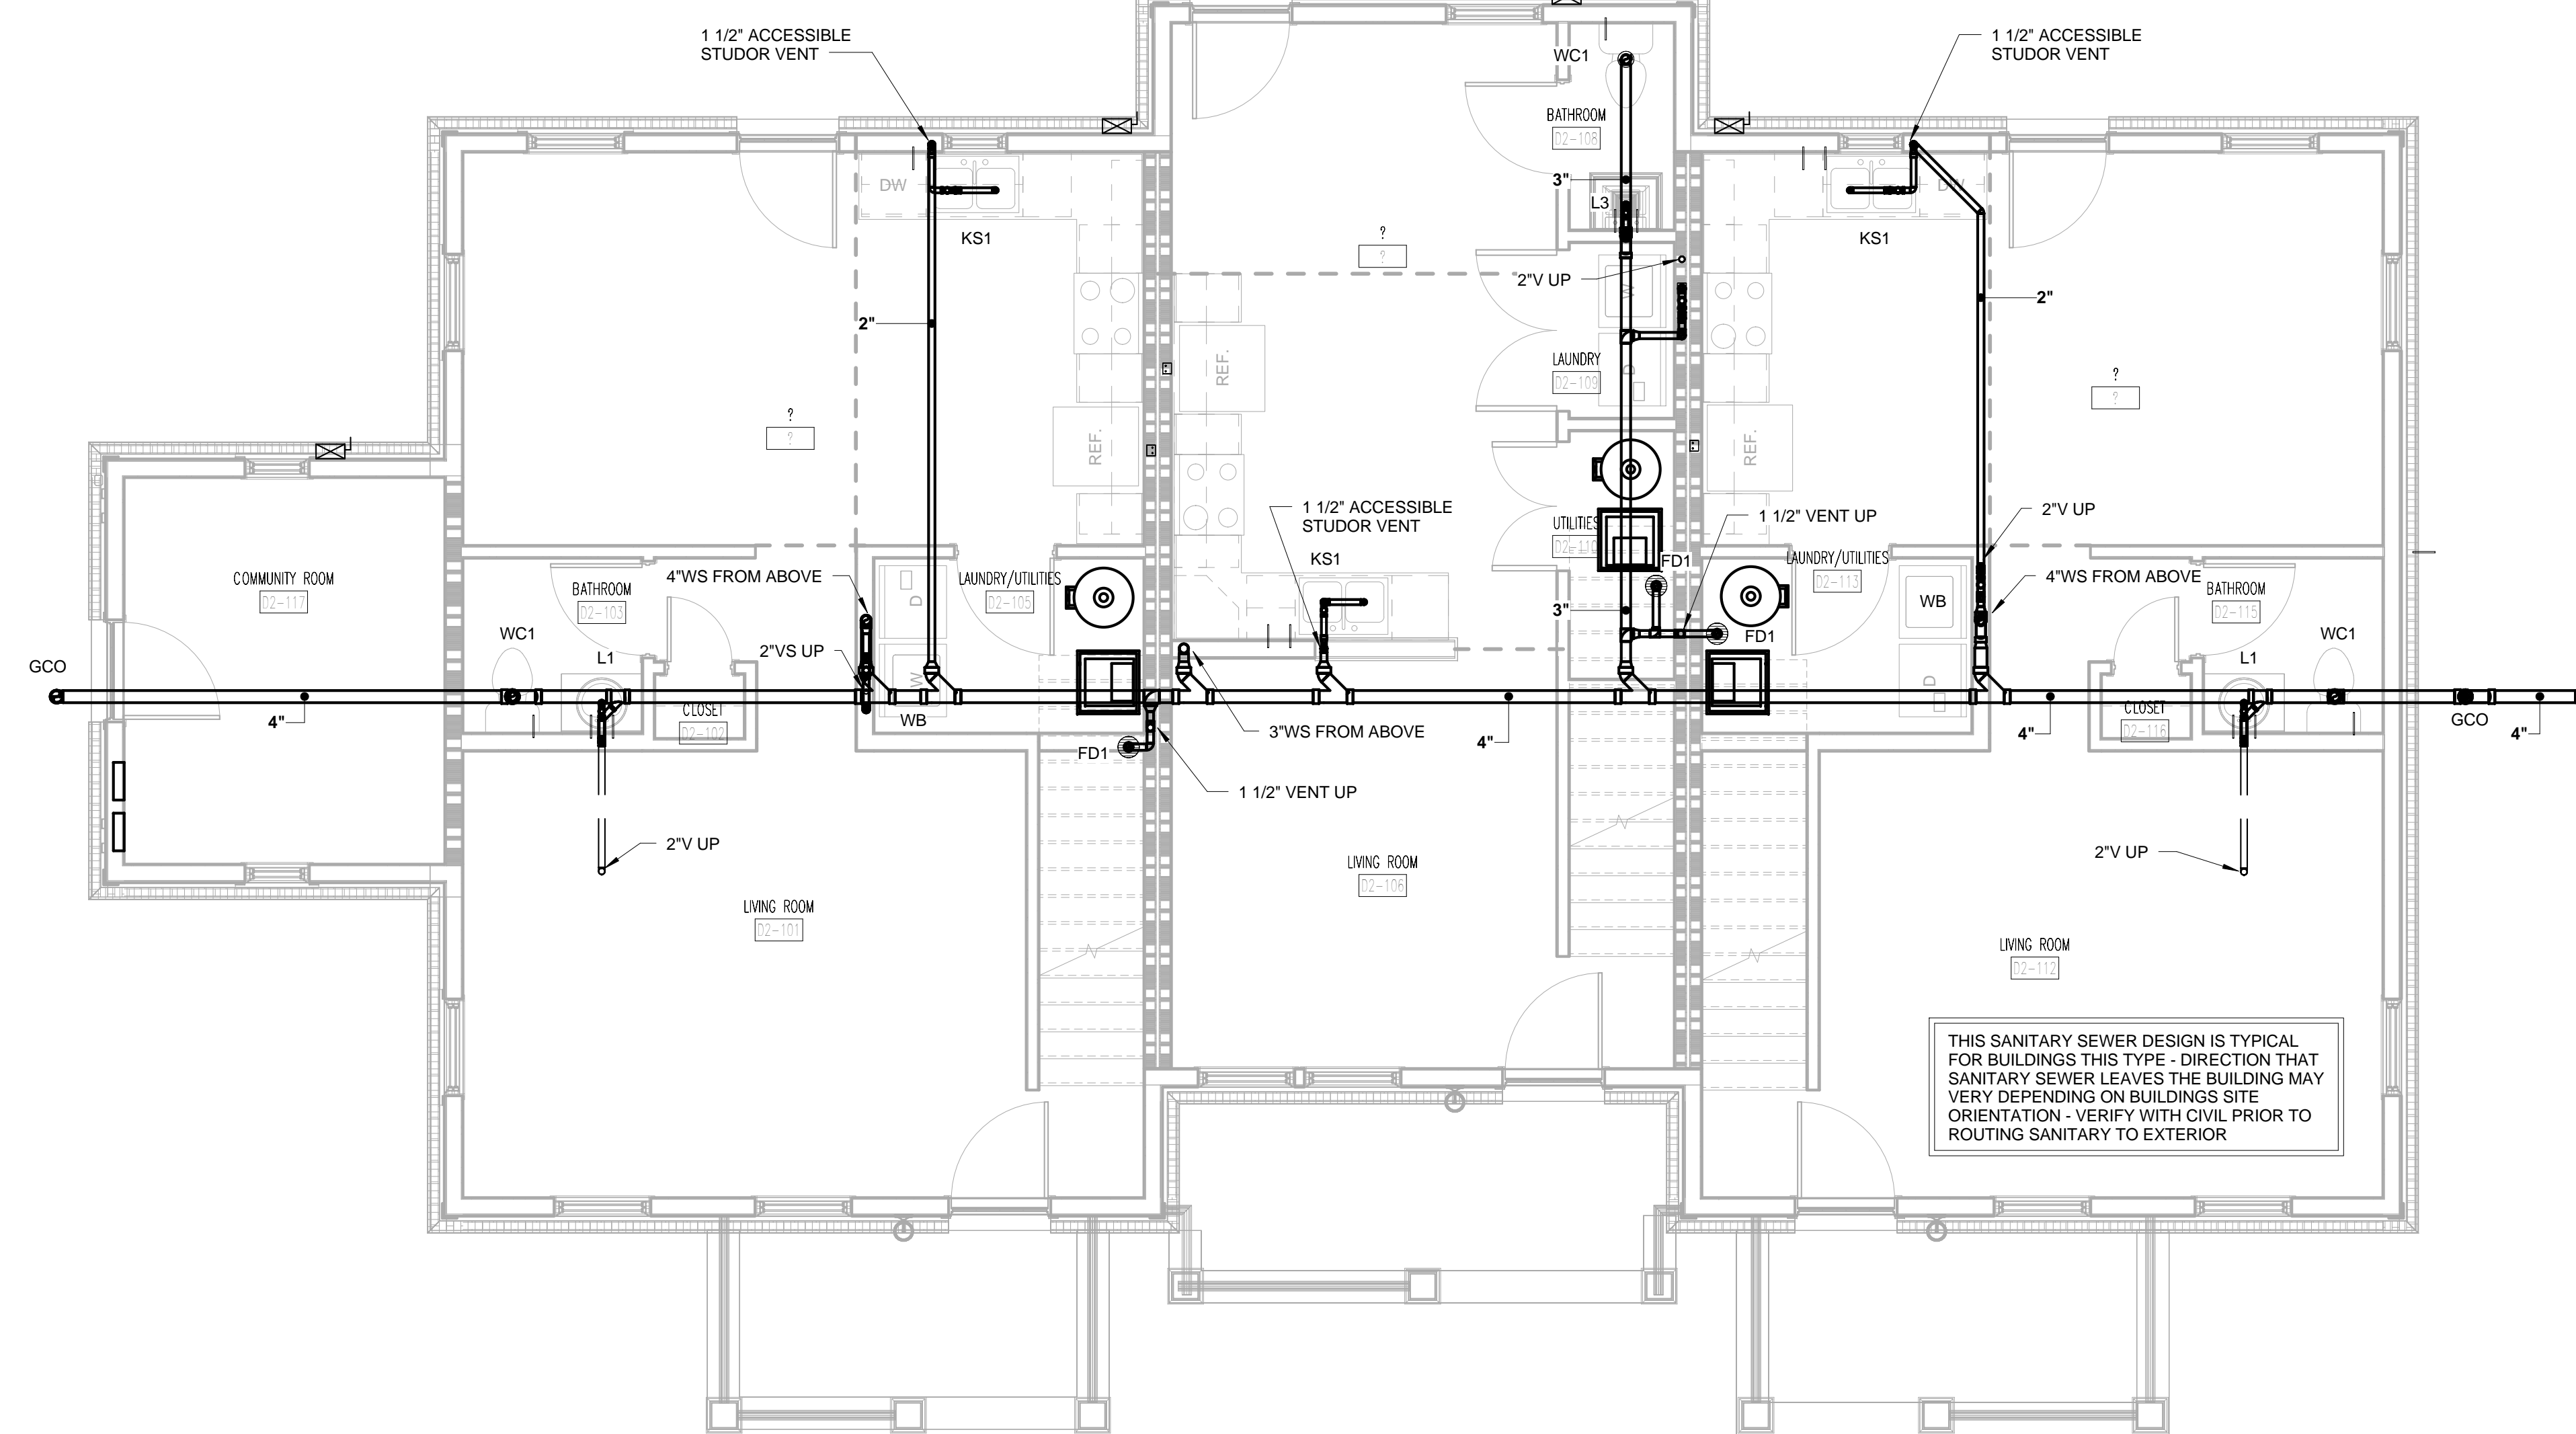 1 1/2" ACCESSIBLE
STUDOR VENT
1 1/2" ACCESSIBLE
STUDOR VENT
WC1
BATHROOM
D2-108
3"
L3
DW
KS1
DW
KS1
?
?
2"V UP
W
2"
2"
LAUNDRY
D2-109
D
REF.
?
?
?
?
REF.
REF.
1 1/2" ACCESSIBLE
STUDOR VENT
KS1
UTILITIES
D2-110
1 1/2" VENT UP
2"V UP
FD1
LAUNDRY/UTILITIES
D2-113
COMMUNITY ROOM
D2-117
BATHROOM
D2-103
4"WS FROM ABOVE
D
LAUNDRY/UTILITIES
D2-105
3"
FD1
WB
4"WS FROM ABOVE
BATHROOM
D2-115
WC1
L1
2"VS UP
WC1
L1
GCO
4"
CLOSET
D2-102
W
WB
FD1
3"WS FROM ABOVE
4"
D
4"
CLOSET
D2-116
GCO
4"
1 1/2" VENT UP
2"V UP
2"V UP
LIVING ROOM
D2-101
LIVING ROOM
D2-106
LIVING ROOM
D2-112
THIS SANITARY SEWER DESIGN IS TYPICAL
FOR BUILDINGS THIS TYPE - DIRECTION THAT
SANITARY SEWER LEAVES THE BUILDING MAY
VERY DEPENDING ON BUILDINGS SITE
ORIENTATION - VERIFY WITH CIVIL PRIOR TO
ROUTING SANITARY TO EXTERIOR